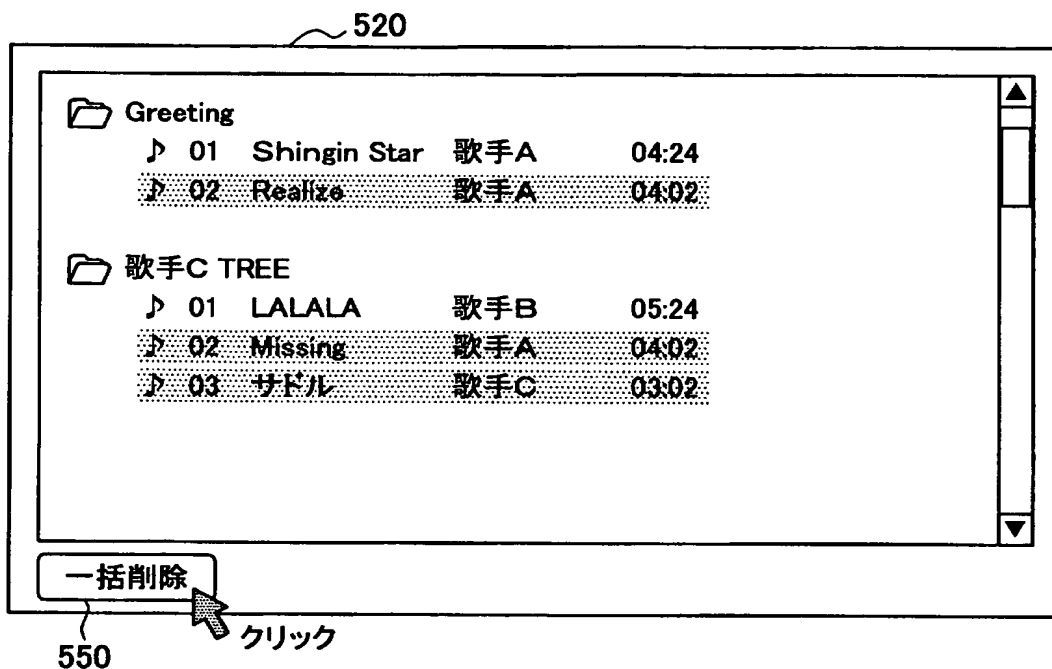 520
Greeting
♪ 01 Shingin Star 歌手A 04:24
♪ 02 Realize 歌手A 04:02
歌手C TREE
♪ 01 LALALA 歌手B 05:24
♪ 02 Missing 歌手A 04:02
♪ 03 サドル 歌手C 03:02
一括削除
クリック
550